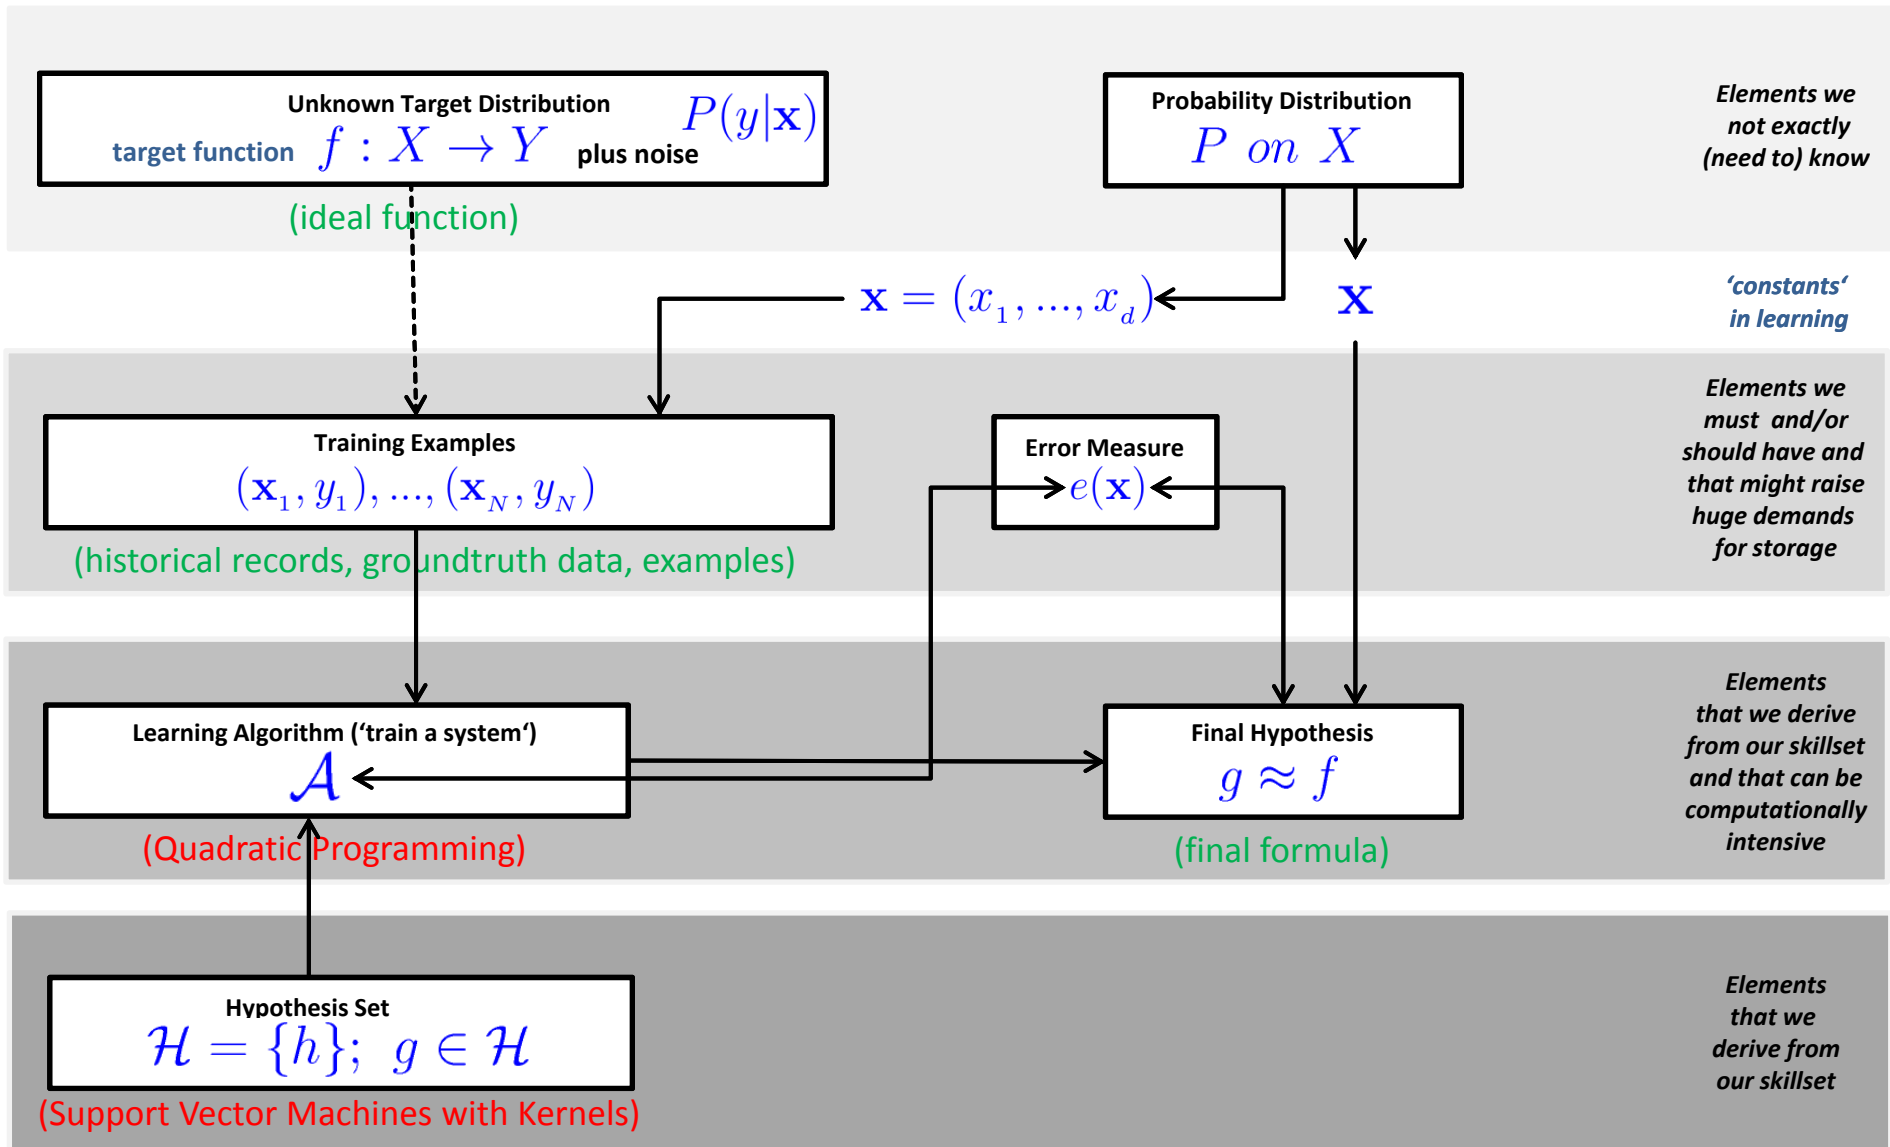 Unknown Target Distribution
target function f : X → Y plus noise P(y|𝐱)
(ideal function)
Probability Distribution
P on X
Elements we
not exactly
(need to) know
𝐱 = (x₁, ..., x_d)
𝐱
‘constants‘
in learning
Training Examples
(𝐱₁, y₁), ..., (𝐱_N, y_N)
(historical records, groundtruth data, examples)
Error Measure
e(𝐱)
Elements we
must and/or
should have and
that might raise
huge demands
for storage
Learning Algorithm (‘train a system‘)
𝒜
(Quadratic Programming)
Final Hypothesis
g ≈ f
(final formula)
Elements
that we derive
from our skillset
and that can be
computationally
intensive
Hypothesis Set
ℋ = {h}; g ∈ ℋ
(Support Vector Machines with Kernels)
Elements
that we
derive from
our skillset